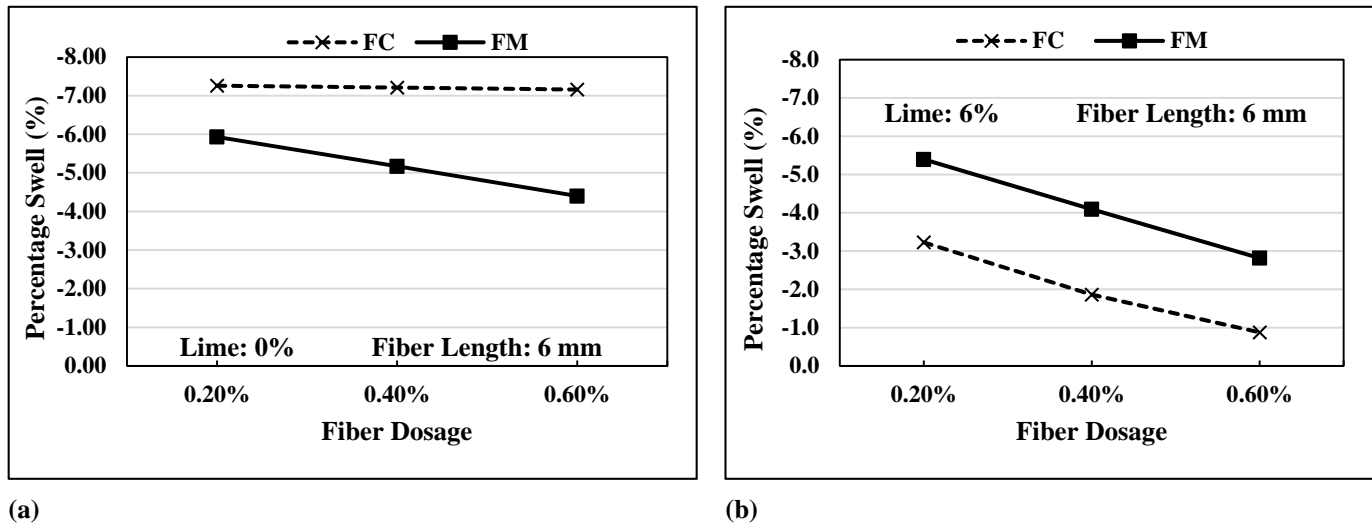 FC FM
-8.00
-7.00
-6.00
-5.00
-4.00
-3.00
-2.00
-1.00
0.00
Percentage Swell (%)
Lime: 0% Fiber Length: 6 mm
0.20% 0.40% 0.60%
Fiber Dosage
(a)
FC FM
-8.0
-7.0
-6.0
-5.0
-4.0
-3.0
-2.0
-1.0
0.0
Percentage Swell (%)
Lime: 6% Fiber Length: 6 mm
0.20% 0.40% 0.60%
Fiber Dosage
(b)